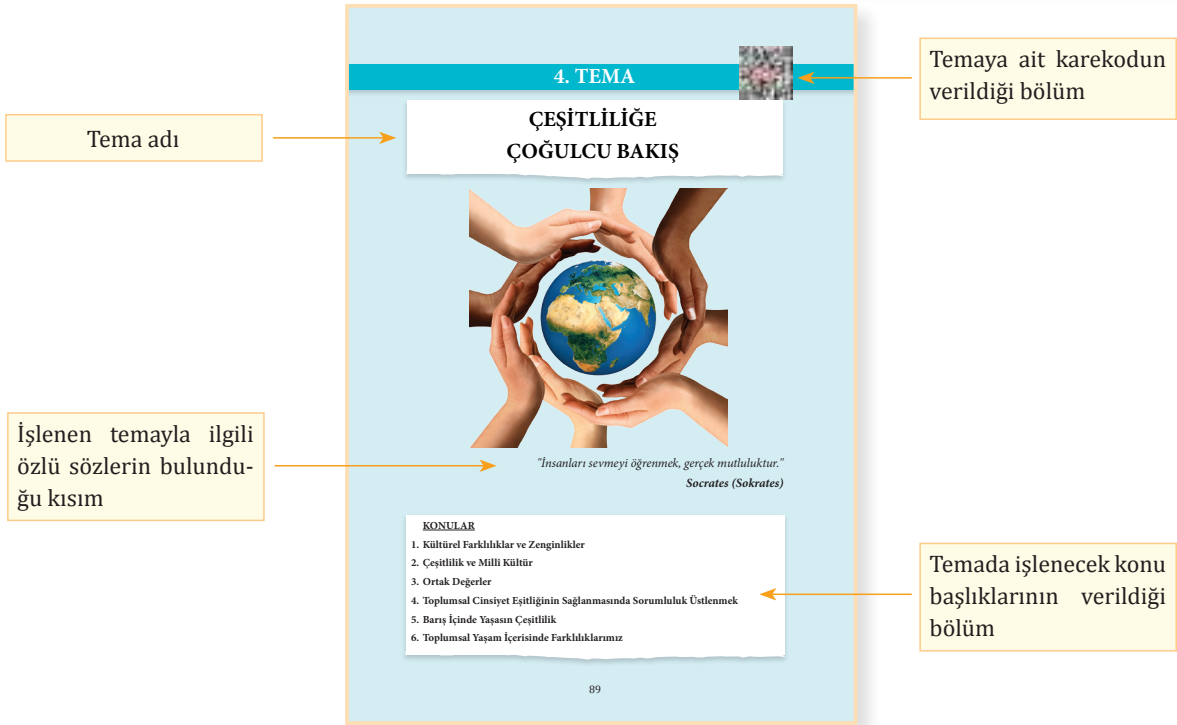 4. TEMA
Temaya ait karekodun
verildiği bölüm
Tema adı
ÇEŞİTLİLİĞE
ÇOĞULCU BAKIŞ
İşlenen temayla ilgili
özlü sözlerin bulundu-
ğu kısım
"İnsanları sevmeyi öğrenmek, gerçek mutluluktur."
Socrates (Sokrates)
KONULAR
1. Kültürel Farklılıklar ve Zenginlikler
2. Çeşitlilik ve Milli Kültür
3. Ortak Değerler
4. Toplumsal Cinsiyet Eşitliğinin Sağlanmasında Sorumluluk Üstlenmek
5. Barış İçinde Yaşasın Çeşitlilik
6. Toplumsal Yaşam İçerisinde Farklılıklarımız
Temada işlenecek konu
başlıklarının verildiği
bölüm
89